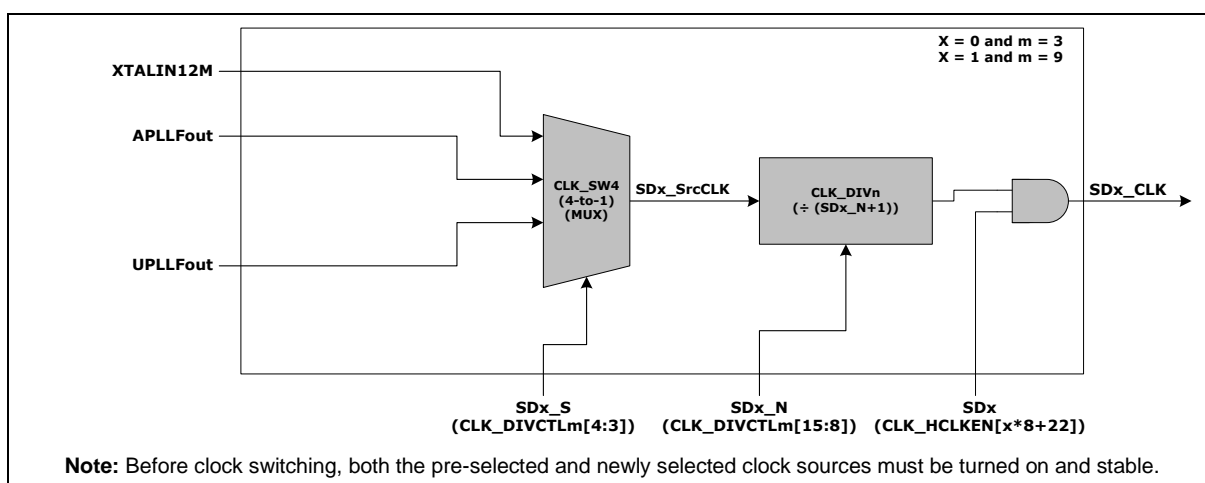 X = 0 and m = 3
X = 1 and m = 9
XTALIN12M
APLLFout
UPLLFout
CLK_SW4
(4-to-1)
(MUX)
SDx_SrcCLK
CLK_DIVn
(÷ (SDx_N+1))
SDx_CLK
SDx_S
(CLK_DIVCTLm[4:3])
SDx_N
(CLK_DIVCTLm[15:8])
SDx
(CLK_HCLKEN[x*8+22])
Note: Before clock switching, both the pre-selected and newly selected clock sources must be turned on and stable.